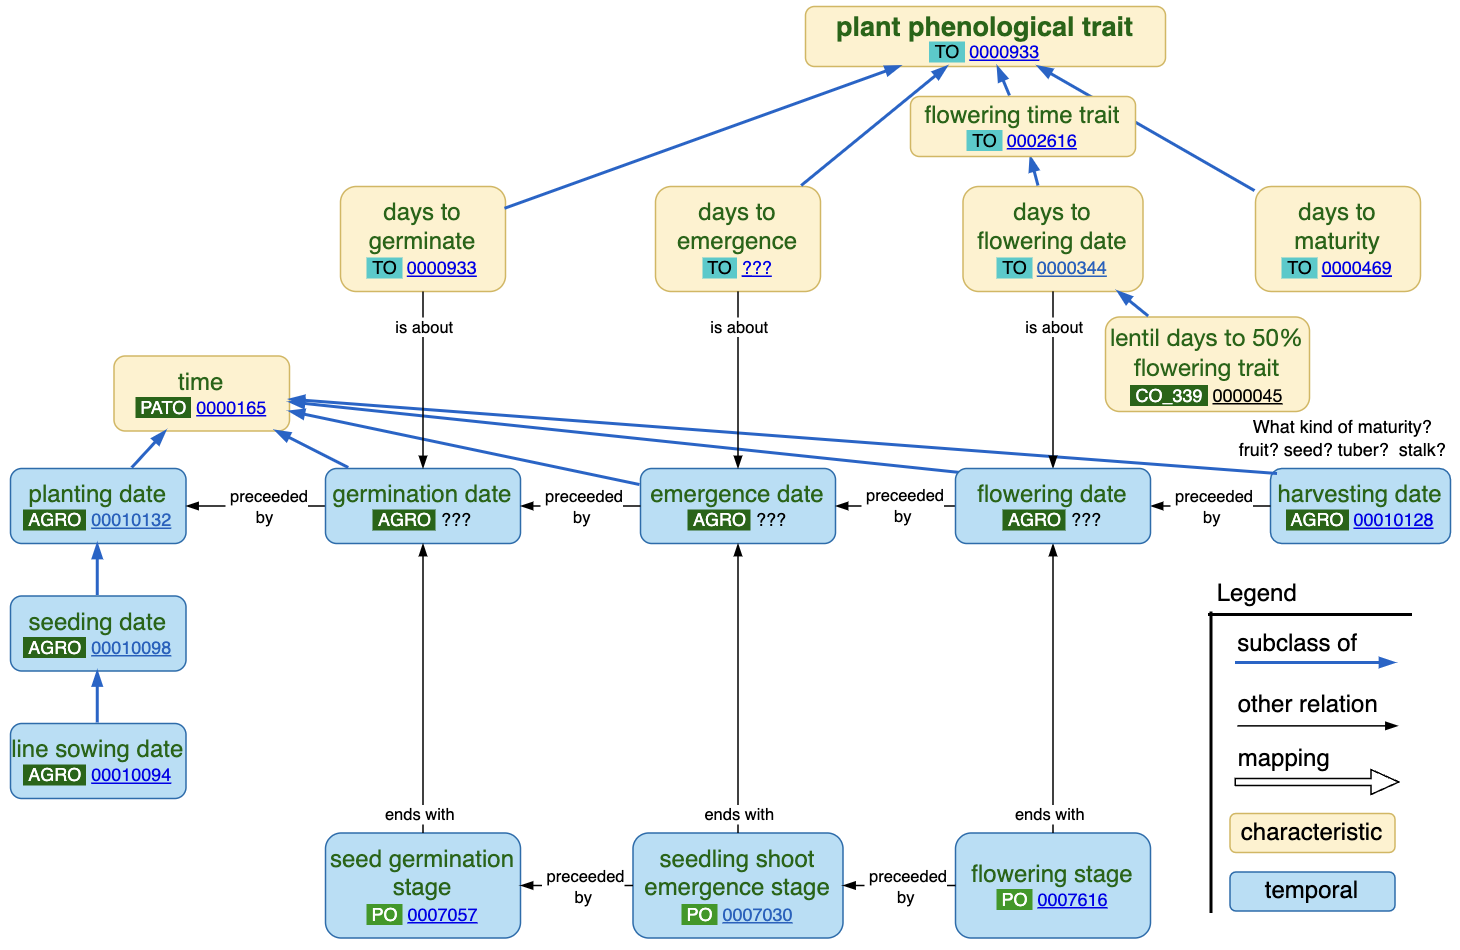 plant phenological trait
TO 0000933
flowering time trait
TO 0002616
days to
germinate
TO 0000933
days to
emergence
TO ???
days to
flowering date
TO 0000344
days to
maturity
TO 0000469
is about
is about
is about
lentil days to 50%
flowering trait
CO_339 0000045
time
PATO 0000165
What kind of maturity?
fruit? seed? tuber? stalk?
planting date
AGRO 00010132
preceeded
by
germination date
AGRO ???
preceeded
by
emergence date
AGRO ???
preceeded
by
flowering date
AGRO ???
preceeded
by
harvesting date
AGRO 00010128
seeding date
AGRO 00010098
line sowing date
AGRO 00010094
ends with
ends with
ends with
seed germination
stage
PO 0007057
preceeded
by
seedling shoot
emergence stage
PO 0007030
preceeded
by
flowering stage
PO 0007616
Legend
subclass of
other relation
mapping
characteristic
temporal